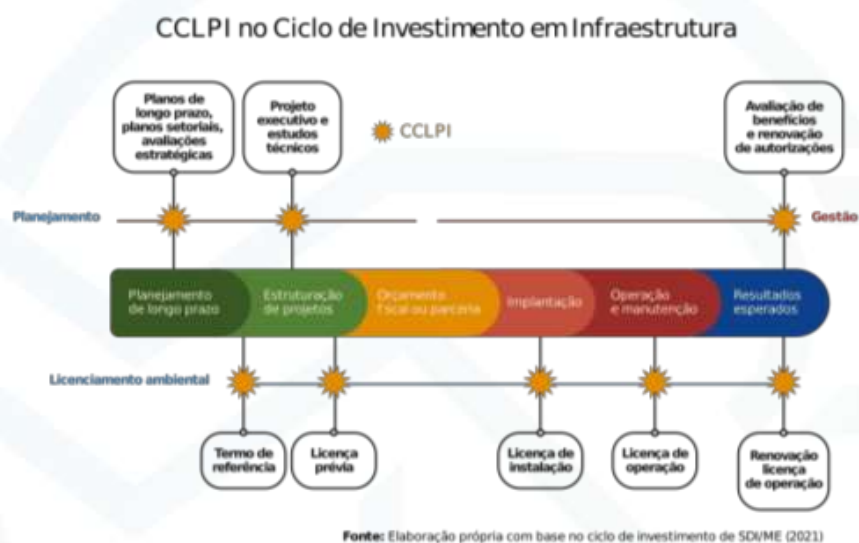 CCLPI no Ciclo de Investimento em Infraestrutura
Planos de
longo prazo,
planos setoriais,
avaliações
estratégicas
Projeto
executivo e
estudos
técnicos
CCLPI
Avaliação de
benefícios
e renovação
de autorizações
Planejamento
Gestão
Planejamento
de longo prazo
Estruturação
de projetos
Orçamento
fiscal ou parceria
Implantação
Operação
e manutenção
Resultados
esperados
Licenciamento ambiental
Termo de
referência
Licença
prévia
Licença de
instalação
Licença de
operação
Renovação
licença
de operação
Fonte: Elaboração própria com base no ciclo de investimento de SDI/ME (2021)